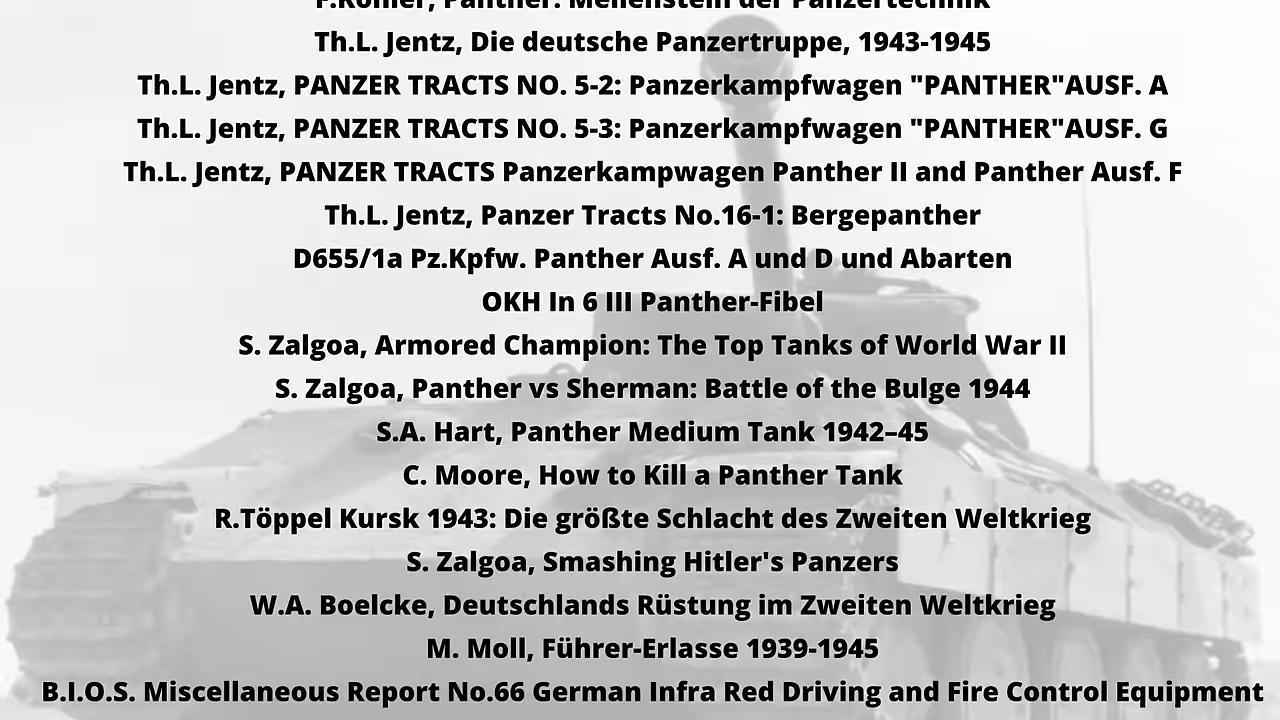 F.Köhler, Panther: Meilenstein der Panzertechnik
Th.L. Jentz, Die deutsche Panzertruppe, 1943-1945
Th.L. Jentz, PANZER TRACTS NO. 5-2: Panzerkampfwagen "PANTHER"AUSF. A
Th.L. Jentz, PANZER TRACTS NO. 5-3: Panzerkampfwagen "PANTHER"AUSF. G
Th.L. Jentz, PANZER TRACTS Panzerkampwagen Panther II and Panther Ausf. F
Th.L. Jentz, Panzer Tracts No.16-1: Bergepanther
D655/1a Pz.Kpfw. Panther Ausf. A und D und Abarten
OKH In 6 III Panther-Fibel
S. Zalgoa, Armored Champion: The Top Tanks of World War II
S. Zalgoa, Panther vs Sherman: Battle of the Bulge 1944
S.A. Hart, Panther Medium Tank 1942–45
C. Moore, How to Kill a Panther Tank
R.Töppel Kursk 1943: Die größte Schlacht des Zweiten Weltkrieg
S. Zalgoa, Smashing Hitler's Panzers
W.A. Boelcke, Deutschlands Rüstung im Zweiten Weltkrieg
M. Moll, Führer-Erlasse 1939-1945
B.I.O.S. Miscellaneous Report No.66 German Infra Red Driving and Fire Control Equipment